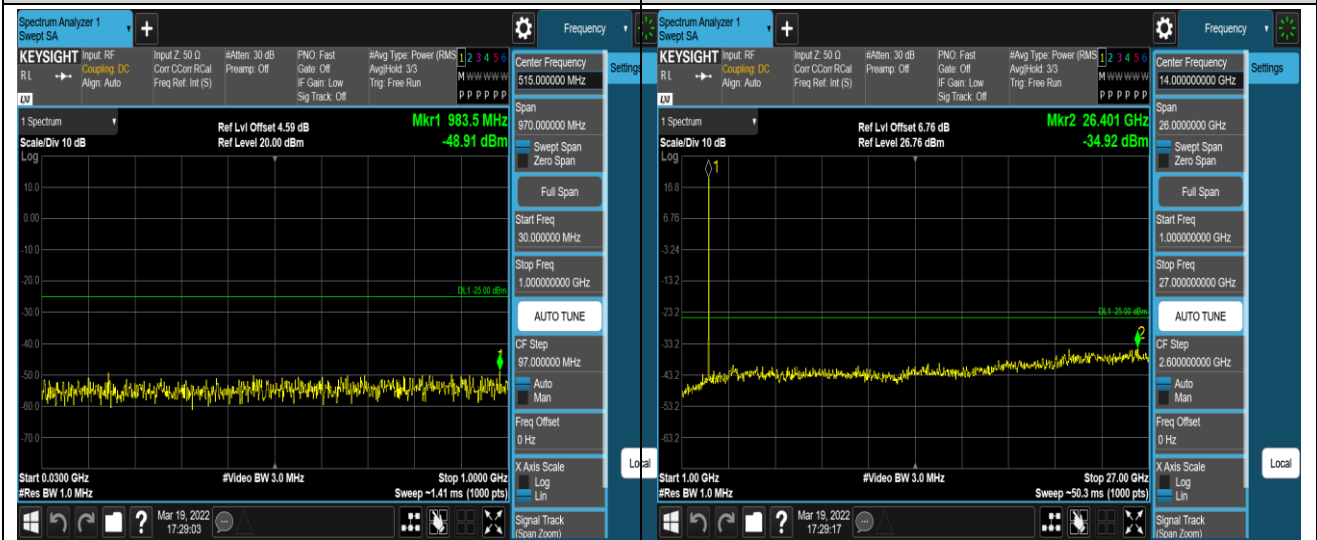 Spectrum Analyzer 1
Swept SA
+
Frequency
KEYSIGHT
RL
LXI
Input: RF
Coupling: DC
Align: Auto
Input Z: 50 Ω
Corr CCorr RCal
Freq Ref: Int (S)
#Atten: 30 dB
Preamp: Off
PNO: Fast
Gate: Off
IF Gain: Low
Sig Track: Off
#Avg Type: Power (RMS
Avg|Hold: 3/3
Trig: Free Run
1 2 3 4 5 6
M W W W W W
P P P P P P
1 Spectrum
Scale/Div 10 dB
Log
Ref Lvl Offset 4.59 dB
Ref Level 20.00 dBm
Mkr1 983.5 MHz
-48.91 dBm
10.0
0.00
-10.0
-20.0
DL1 -25.00 dBm
-30.0
-40.0
1
-50.0
-60.0
-70.0
Start 0.0300 GHz
#Res BW 1.0 MHz
#Video BW 3.0 MHz
Stop 1.0000 GHz
Sweep ~1.41 ms (1000 pts)
Center Frequency
515.000000 MHz
Span
970.000000 MHz
Swept Span
Zero Span
Full Span
Start Freq
30.000000 MHz
Stop Freq
1.000000000 GHz
AUTO TUNE
CF Step
97.000000 MHz
Auto
Man
Freq Offset
0 Hz
X Axis Scale
Log
Lin
Signal Track
(Span Zoom)
Settings
Local
?
Mar 19, 2022
17:29:03
Spectrum Analyzer 1
Swept SA
+
Frequency
KEYSIGHT
RL
LXI
Input: RF
Coupling: DC
Align: Auto
Input Z: 50 Ω
Corr CCorr RCal
Freq Ref: Int (S)
#Atten: 30 dB
Preamp: Off
PNO: Fast
Gate: Off
IF Gain: Low
Sig Track: Off
#Avg Type: Power (RMS
Avg|Hold: 3/3
Trig: Free Run
1 2 3 4 5 6
M W W W W W
P P P P P P
1 Spectrum
Scale/Div 10 dB
Log
Ref Lvl Offset 6.76 dB
Ref Level 26.76 dBm
Mkr2 26.401 GHz
-34.92 dBm
1
16.8
6.76
-3.24
-13.2
-23.2
DL1 -25.00 dBm
2
-33.2
-43.2
-53.2
-63.2
Start 1.00 GHz
#Res BW 1.0 MHz
#Video BW 3.0 MHz
Stop 27.00 GHz
Sweep ~50.3 ms (1000 pts)
Center Frequency
14.000000000 GHz
Span
26.0000000 GHz
Swept Span
Zero Span
Full Span
Start Freq
1.000000000 GHz
Stop Freq
27.000000000 GHz
AUTO TUNE
CF Step
2.600000000 GHz
Auto
Man
Freq Offset
0 Hz
X Axis Scale
Log
Lin
Signal Track
(Span Zoom)
Settings
Local
?
Mar 19, 2022
17:29:17